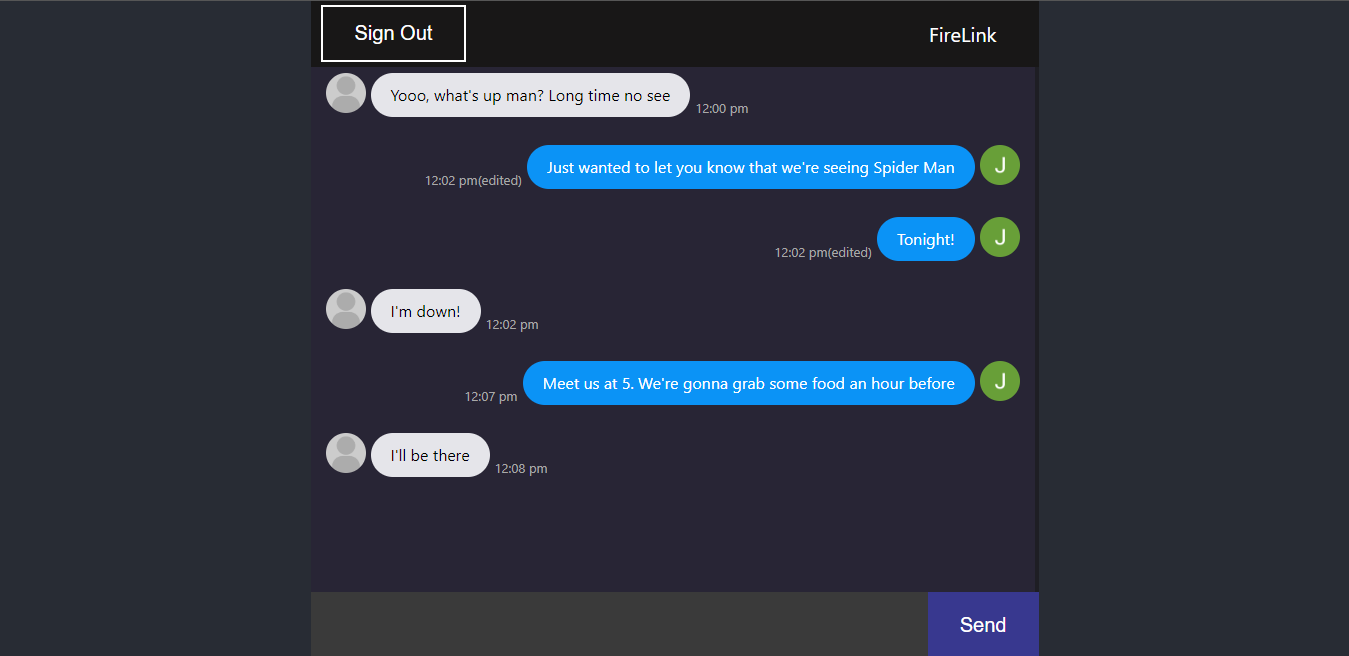 Sign Out
FireLink
Yooo, what's up man? Long time no see
12:00 pm
12:02 pm(edited)
Just wanted to let you know that we're seeing Spider Man
J
12:02 pm(edited)
Tonight!
J
I'm down!
12:02 pm
12:07 pm
Meet us at 5. We're gonna grab some food an hour before
J
I'll be there
12:08 pm
Send